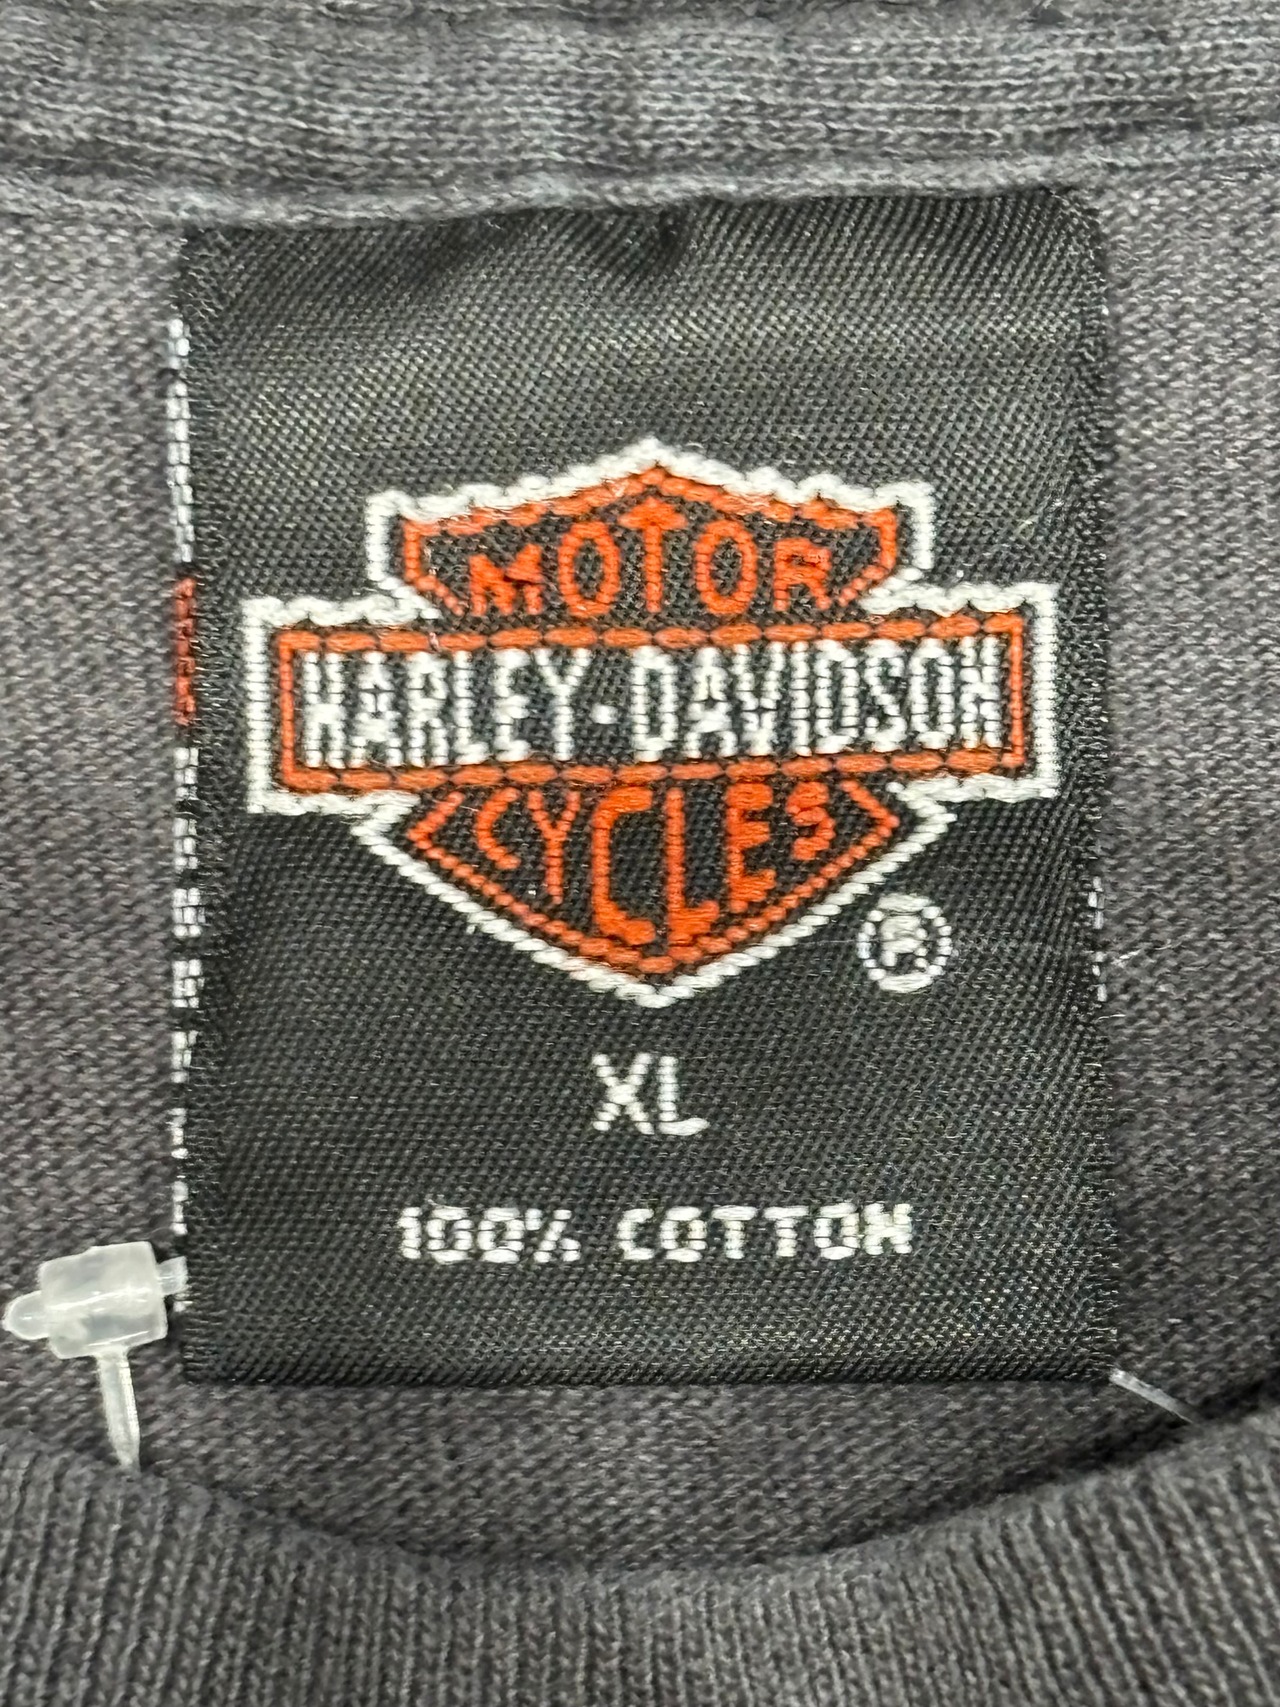 MOTOR
HARLEY-DAVIDSON
CYCLES
®
XL
100% COTTON